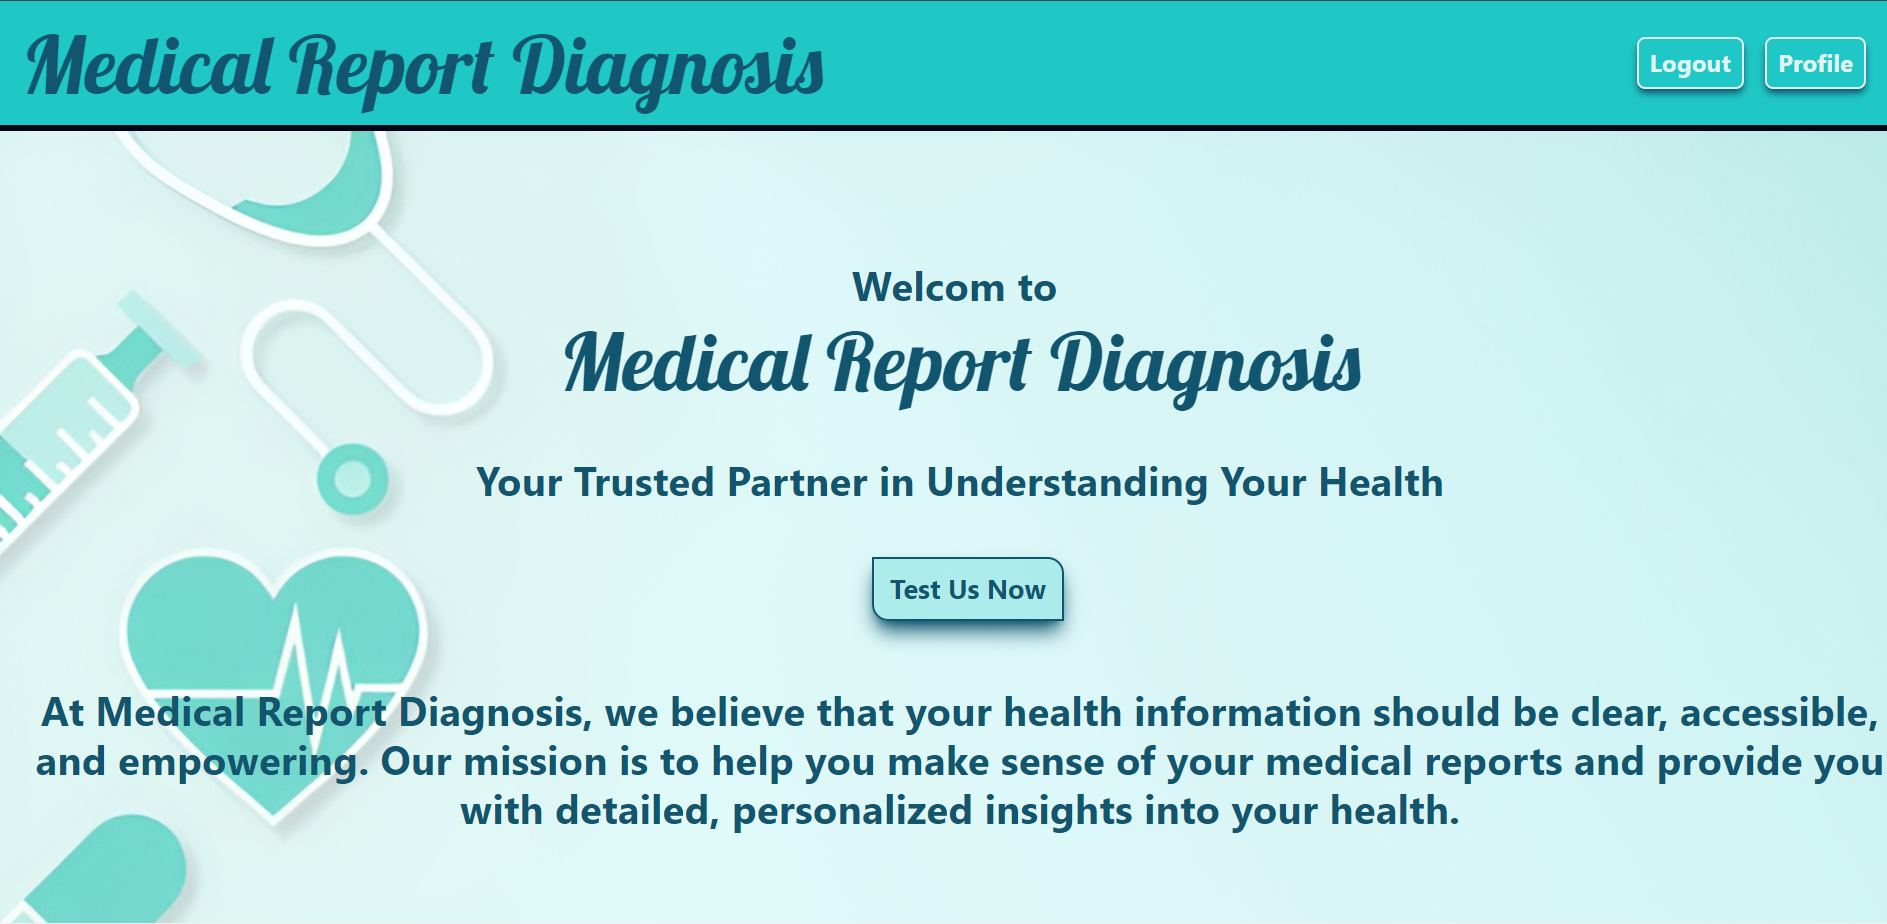 Medical Report Diagnosis
Logout
Profile
Welcom to
Medical Report Diagnosis
Your Trusted Partner in Understanding Your Health
Test Us Now
At Medical Report Diagnosis, we believe that your health information should be clear, accessible,
and empowering. Our mission is to help you make sense of your medical reports and provide you
with detailed, personalized insights into your health.